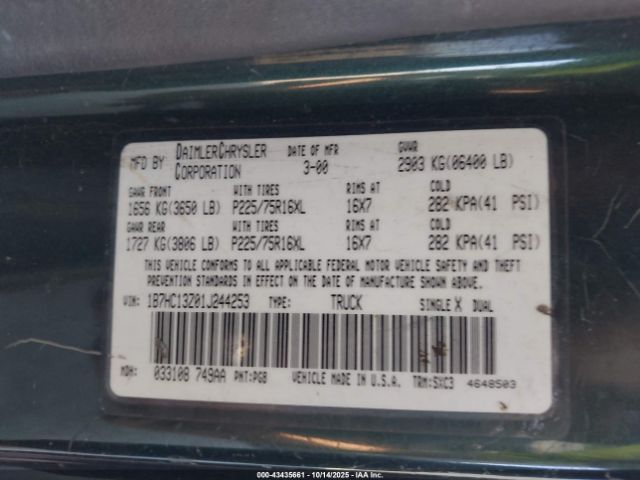 MFD BY DAIMLERCHRYSLER CORPORATION DATE OF MFR 3-00 GVWR 2903 KG(06400 LB)
GAWR FRONT WITH TIRES RIMS AT COLD
1656 KG(3650 LB) P225/75R16XL 16X7 282 KPA(41 PSI)
GAWR REAR WITH TIRES RIMS AT COLD
1727 KG(3806 LB) P225/75R16XL 16X7 282 KPA(41 PSI)
THIS VEHICLE CONFORMS TO ALL APPLICABLE FEDERAL MOTOR VEHICLE SAFETY AND THEFT
PREVENTION STANDARDS IN EFFECT ON THE DATE OF MANUFACTURE SHOWN ABOVE.
VIN: 1B7HC13Z01J244253 TYPE: TRUCK SINGLE X DUAL
MDH: 033108 749AA PNT:PGB VEHICLE MADE IN U.S.A. TRM:SXC3 4648503
000-43435661 - 10/14/2025 - IAA Inc.